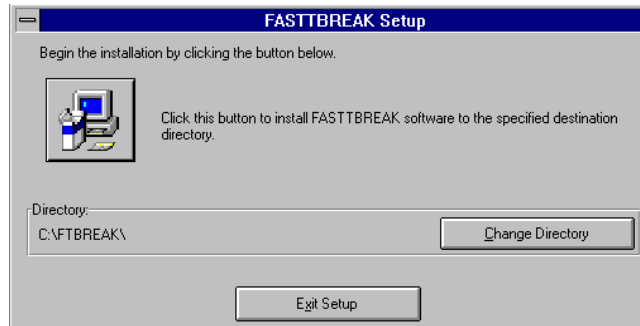 FASTTBREAK Setup
Begin the installation by clicking the button below.
Click this button to install FASTTBREAK software to the specified destination
directory.
Directory:
C:\FTBREAK\
Change Directory
Exit Setup